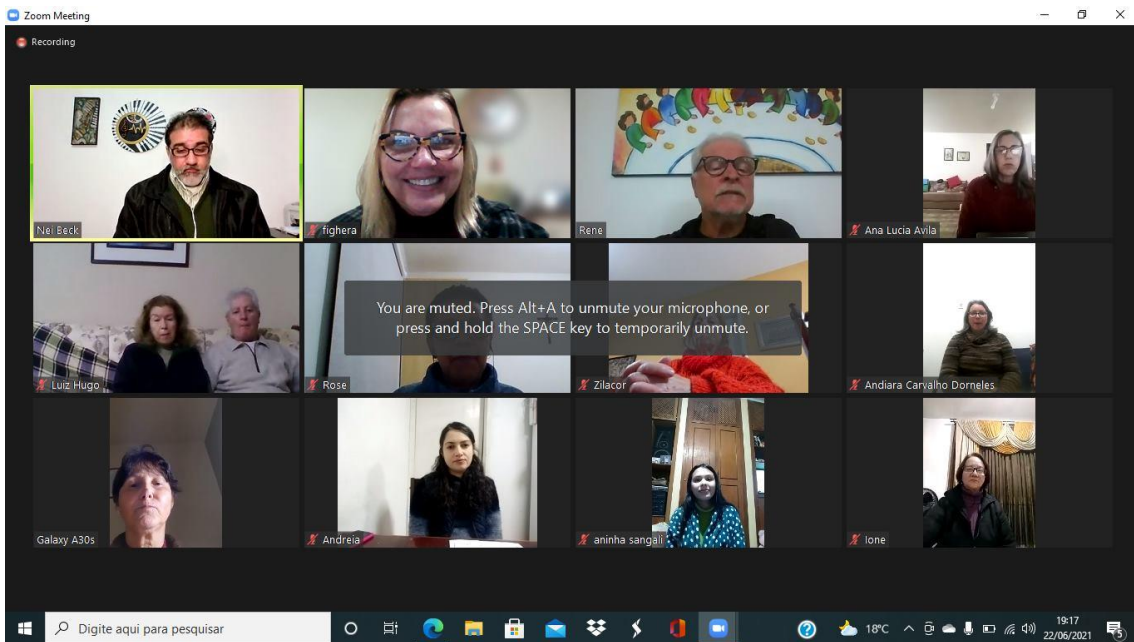 Zoom Meeting
Recording
Nei Beck
fighera
Rene
Ana Lucia Avila
You are muted. Press Alt+A to unmute your microphone, or
press and hold the SPACE key to temporarily unmute.
Luiz Hugo
Rose
Zilacor
Andiara Carvalho Dorneles
Galaxy A30s
Andreia
aninha sangali
Ione
Digite aqui para pesquisar
18°C
19:17
22/06/2021
5